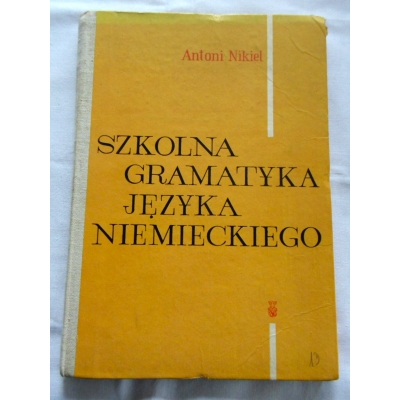 Antoni Nikiel
SZKOLNA
GRAMATYKA
JĘZYKA
NIEMIECKIEGO